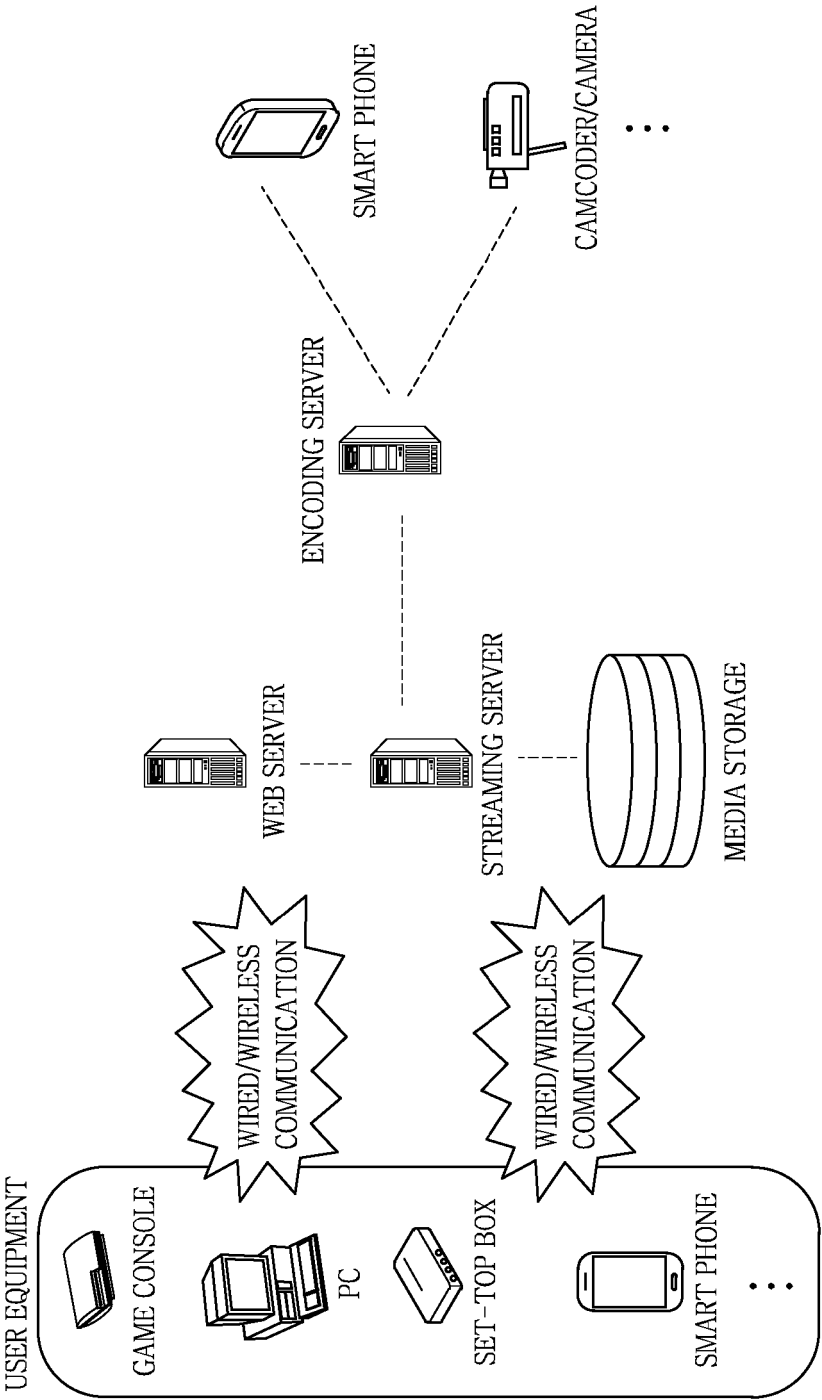 USER EQUIPMENT
GAME CONSOLE
PC
SET-TOP BOX
SMART PHONE
WIRED/WIRELESS
COMMUNICATION
WIRED/WIRELESS
COMMUNICATION
WEB SERVER
STREAMING SERVER
MEDIA STORAGE
ENCODING SERVER
SMART PHONE
CAMCODER/CAMERA